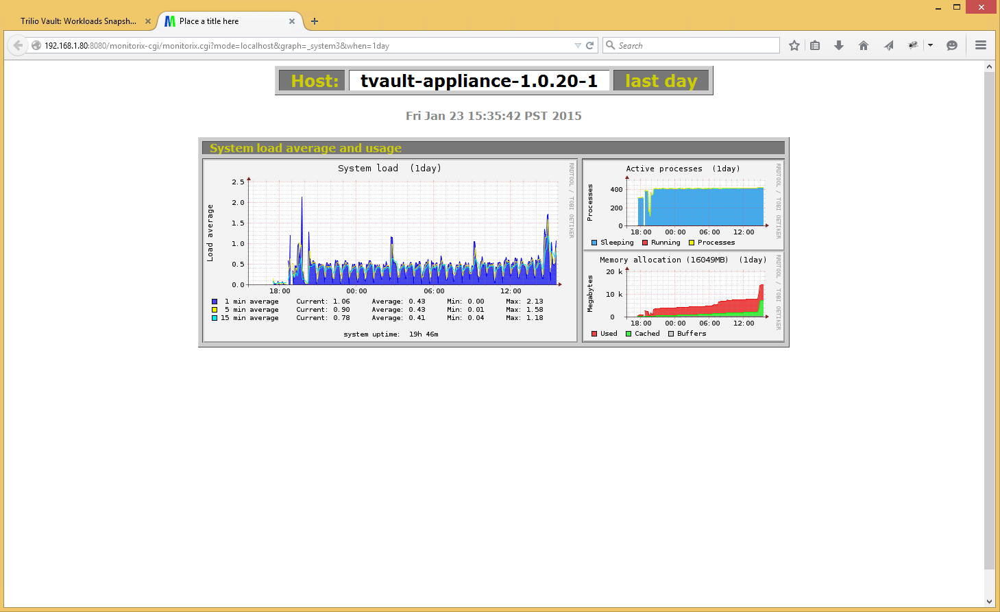 Trilio Vault: Workloads Snapsh...
Place a title here
192.168.1.80:8080/monitorix-cgi/monitorix.cgi?mode=localhost&graph=_system3&when=1day
Search
Host: tvault-appliance-1.0.20-1 last day
Fri Jan 23 15:35:42 PST 2015
System load average and usage
System load (1day)
RRDTOOL / TOBI OETIKER
Load average
2.5
2.0
1.5
1.0
0.5
0.0
18:00 00:00 06:00 12:00
1 min average Current: 1.06 Average: 0.43 Min: 0.00 Max: 2.13
5 min average Current: 0.90 Average: 0.43 Min: 0.01 Max: 1.58
15 min average Current: 0.78 Average: 0.41 Min: 0.04 Max: 1.18
system uptime: 19h 46m
Active processes (1day)
RRDTOOL / TOBI OETIKER
Processes
400
200
0
18:00 00:00 06:00 12:00
Sleeping Running Processes
Memory allocation (16049MB) (1day)
RRDTOOL / TOBI OETIKER
Megabytes
20 k
10 k
0
18:00 00:00 06:00 12:00
Used Cached Buffers